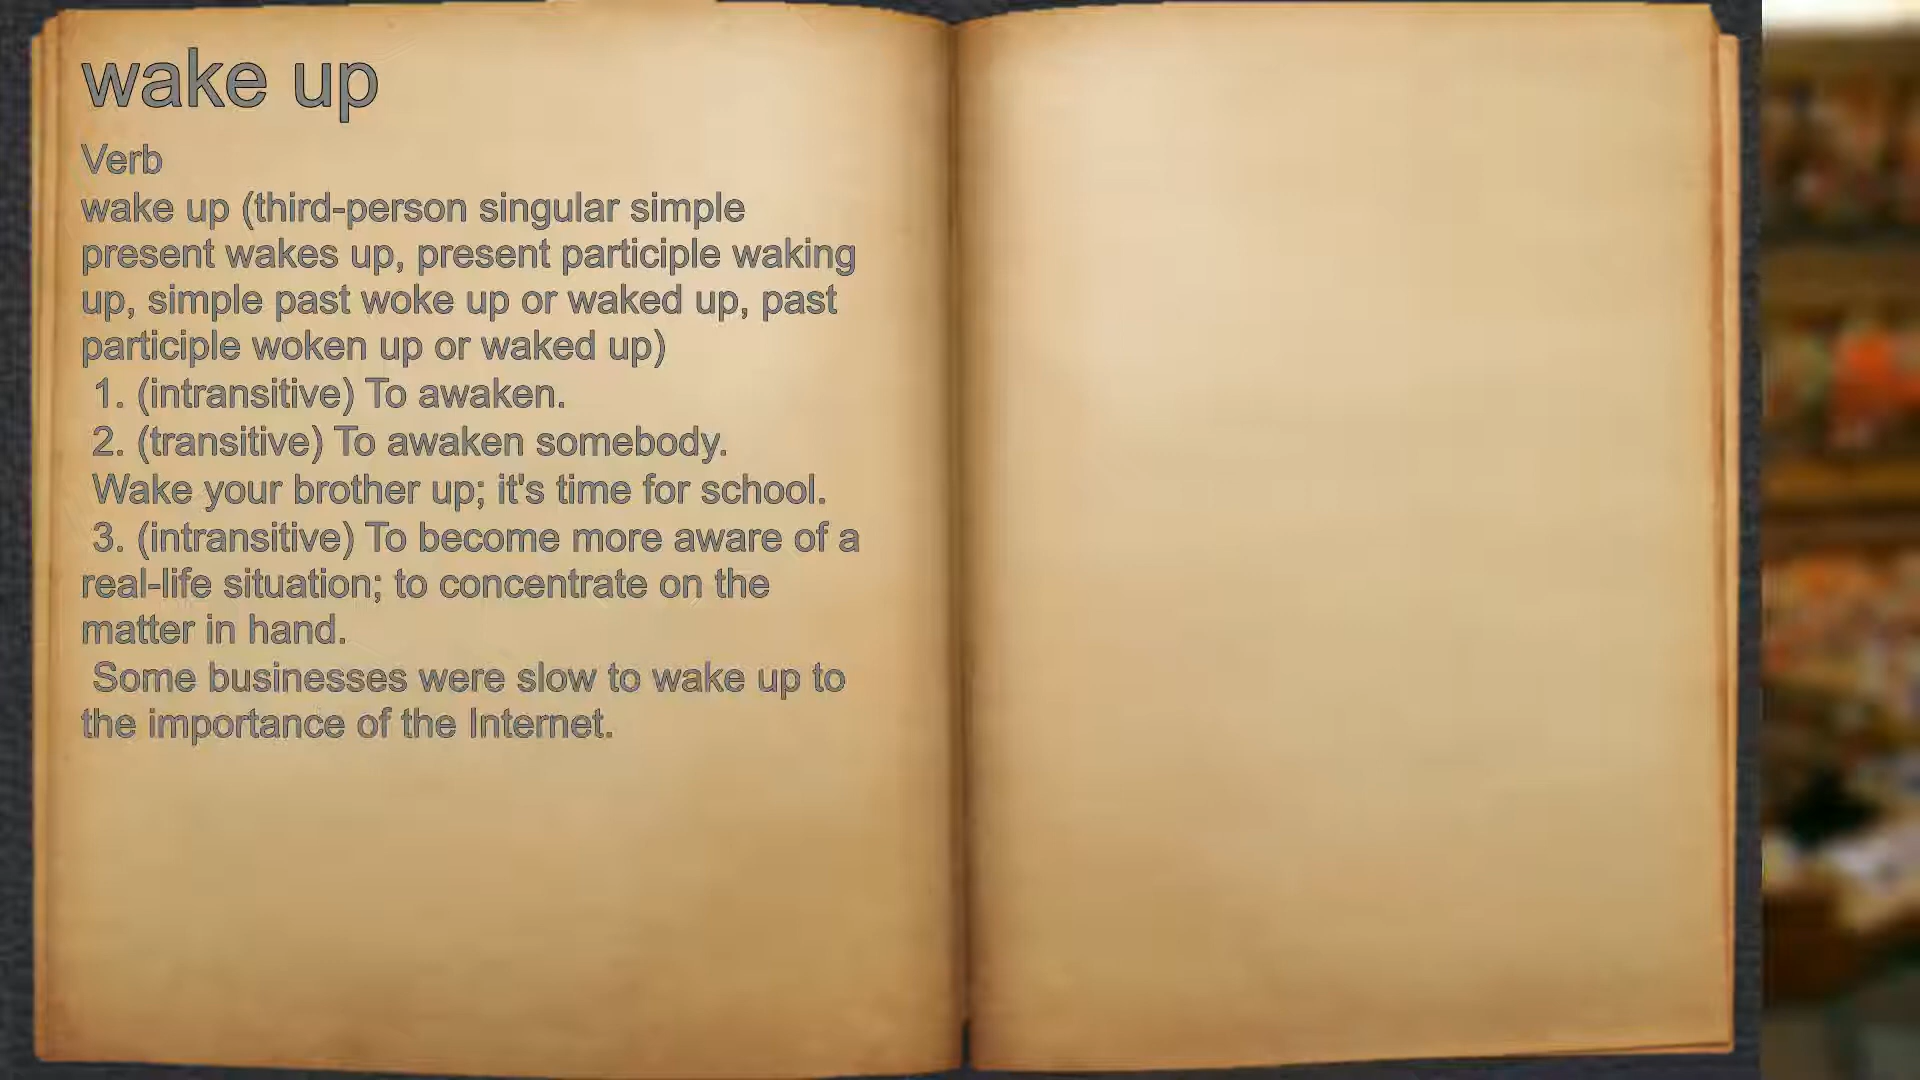 wake up
Verb
wake up (third-person singular simple
present wakes up, present participle waking
up, simple past woke up or waked up, past
participle woken up or waked up)
1. (intransitive) To awaken.
2. (transitive) To awaken somebody.
Wake your brother up; it's time for school.
3. (intransitive) To become more aware of a
real-life situation; to concentrate on the
matter in hand.
Some businesses were slow to wake up to
the importance of the Internet.